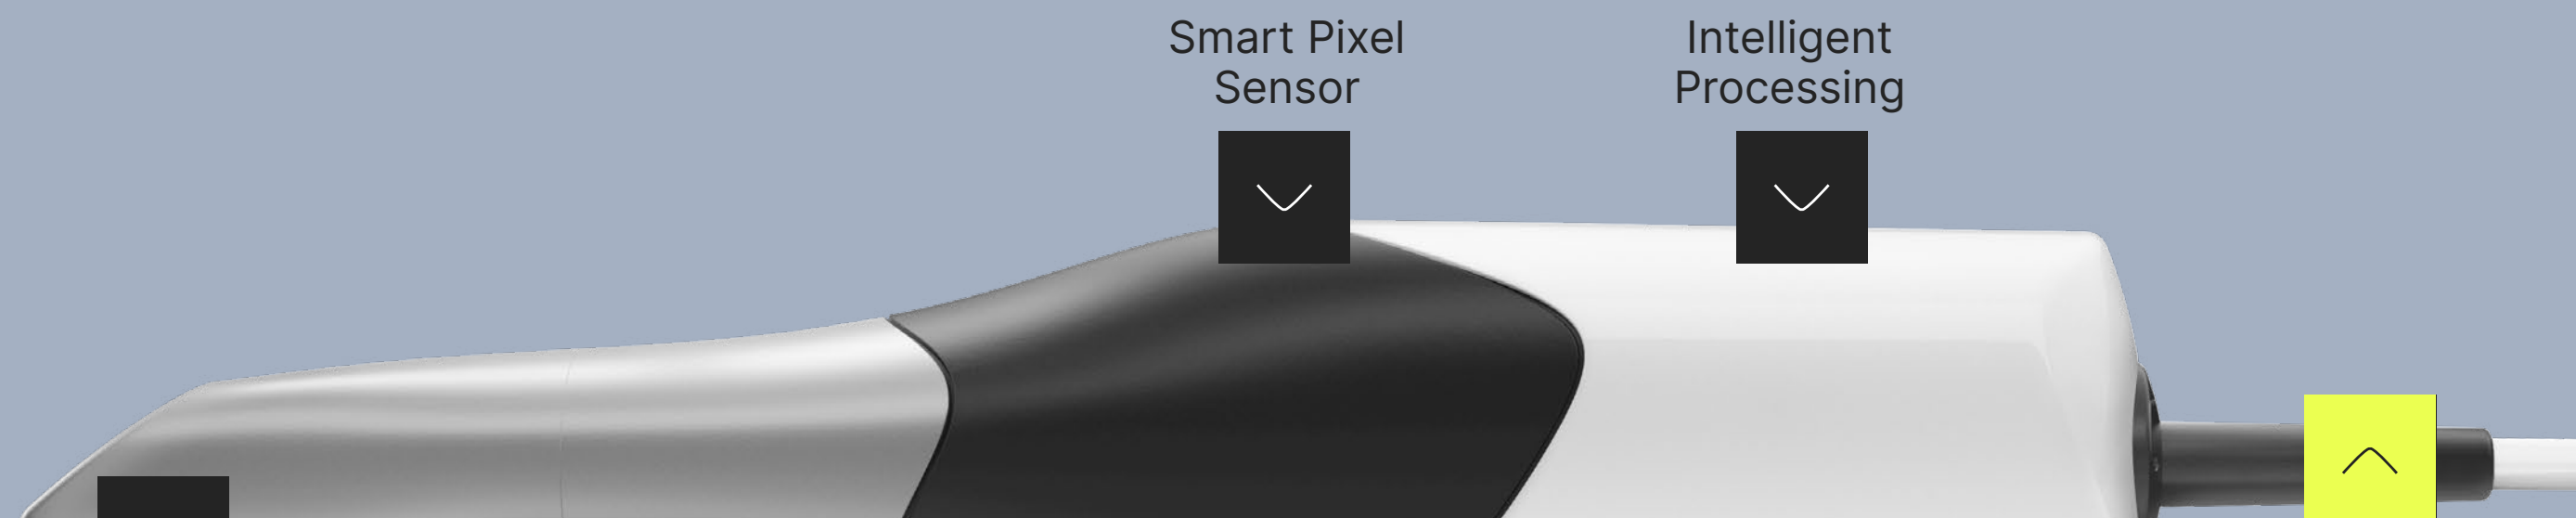 Smart Pixel
Sensor
Intelligent
Processing